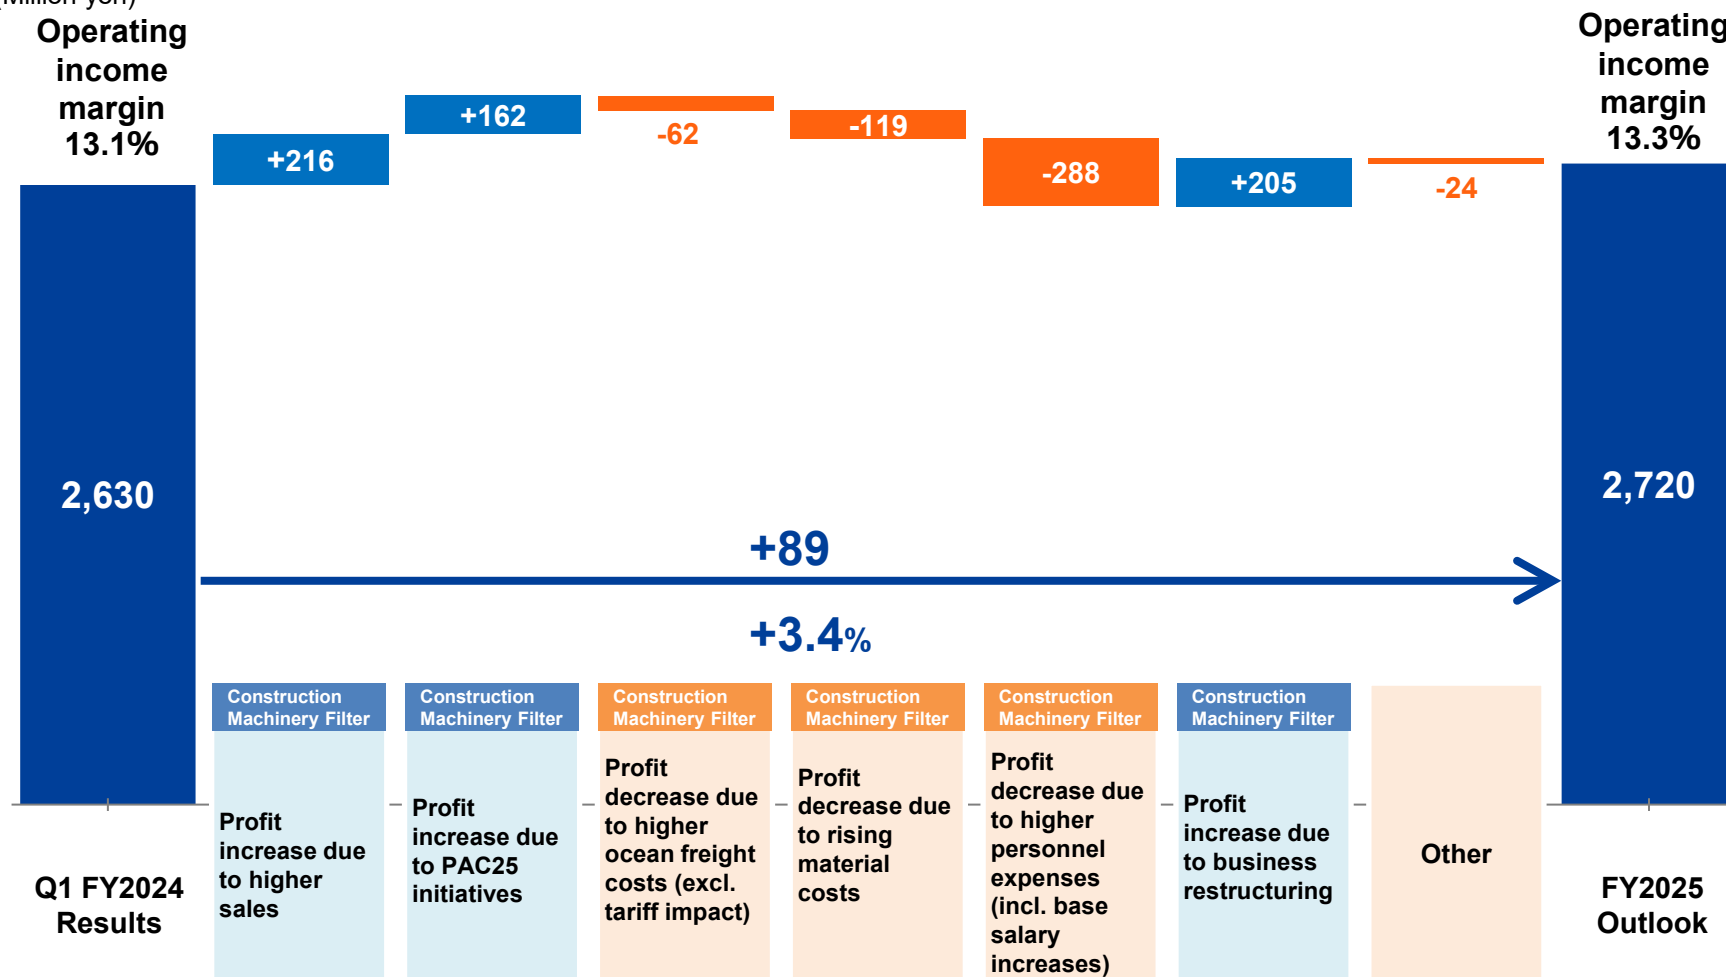 (Million yen)
Operating
income
margin
13.1%
Operating
income
margin
13.3%
+216
+162
-62
-119
-288
+205
-24
2,630
2,720
+89
+3.4%
Construction
Machinery Filter
Profit
increase due
to higher
sales
Construction
Machinery Filter
Profit
increase due
to PAC25
initiatives
Construction
Machinery Filter
Profit
decrease due
to higher
ocean freight
costs (excl.
tariff impact)
Construction
Machinery Filter
Profit
decrease due
to rising
material
costs
Construction
Machinery Filter
Profit
decrease due
to higher
personnel
expenses
(incl. base
salary
increases)
Construction
Machinery Filter
Profit
increase due
to business
restructuring
Other
Q1 FY2024
Results
FY2025
Outlook